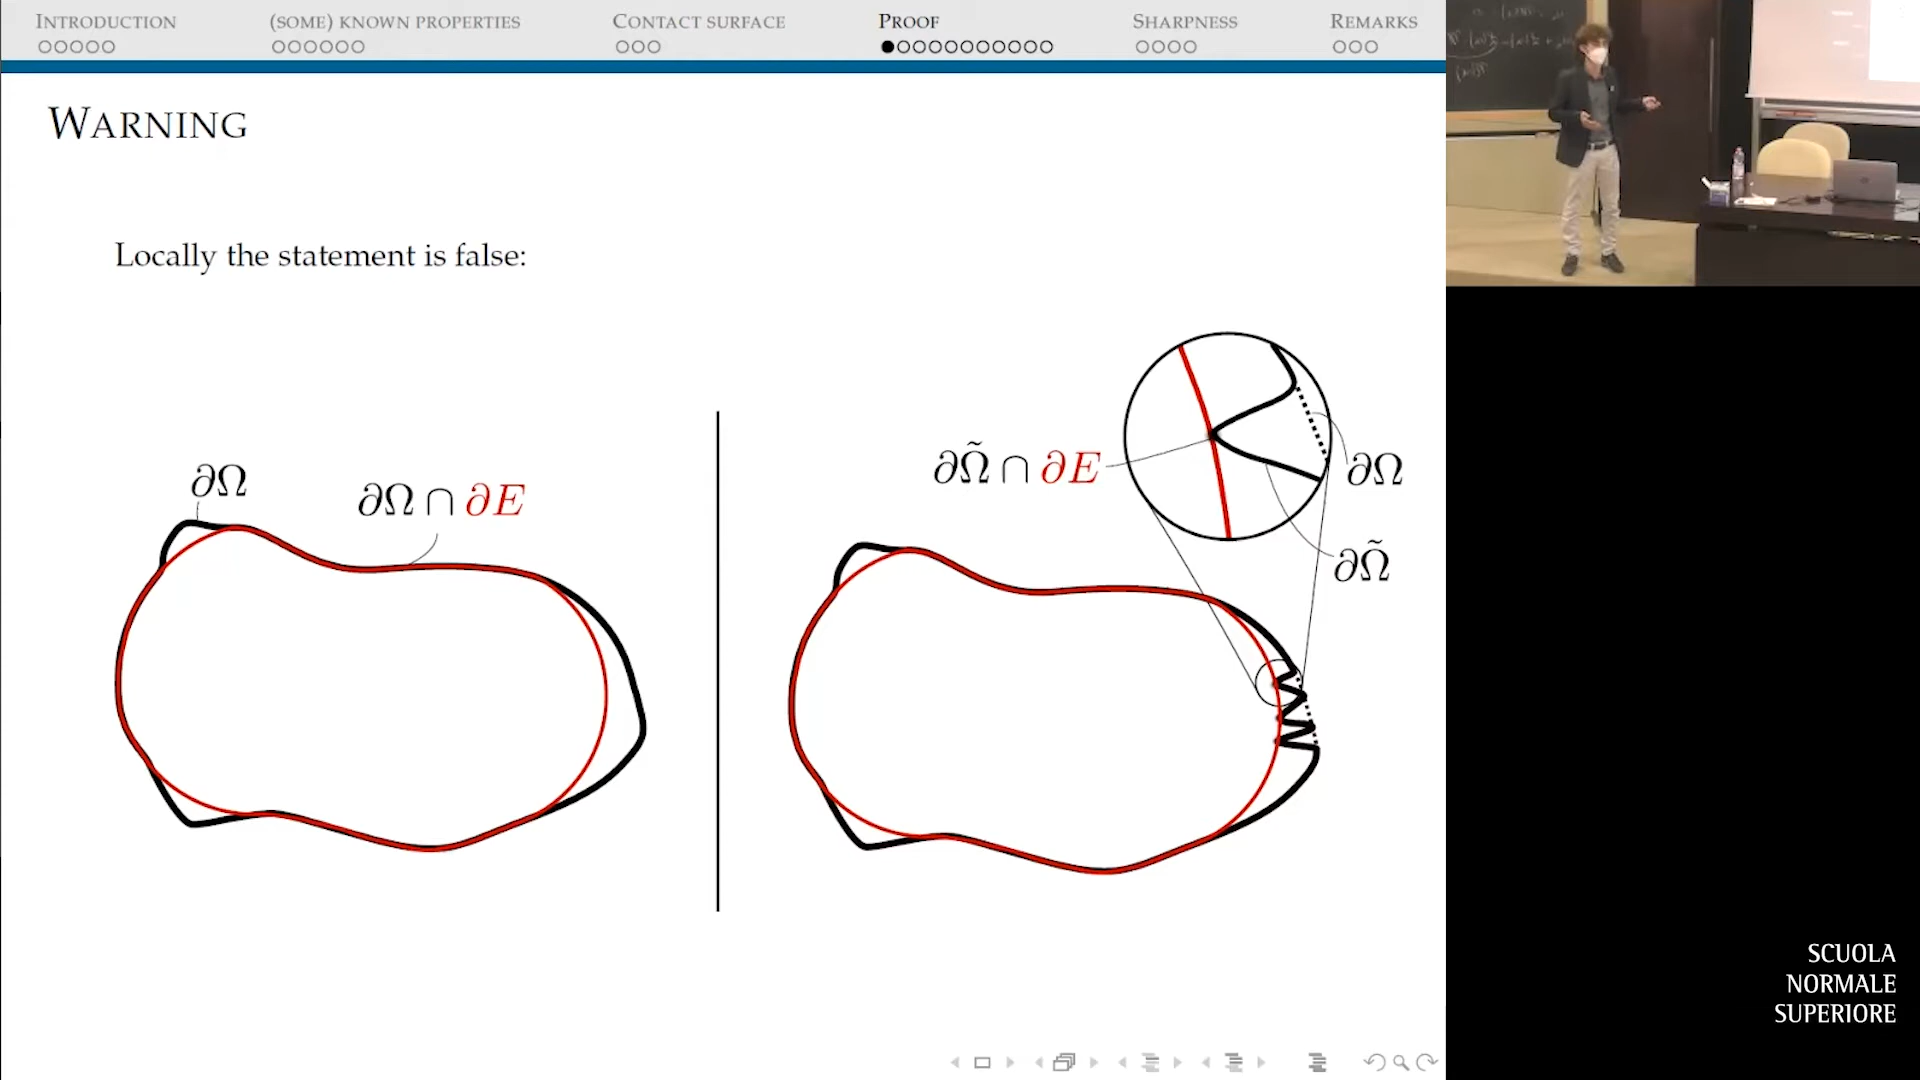 INTRODUCTION (SOME) KNOWN PROPERTIES CONTACT SURFACE PROOF SHARPNESS REMARKS
WARNING
Locally the statement is false:
∂Ω
∂Ω ∩ ∂E
∂Ω̃ ∩ ∂E
∂Ω
∂Ω̃
SCUOLA
NORMALE
SUPERIORE